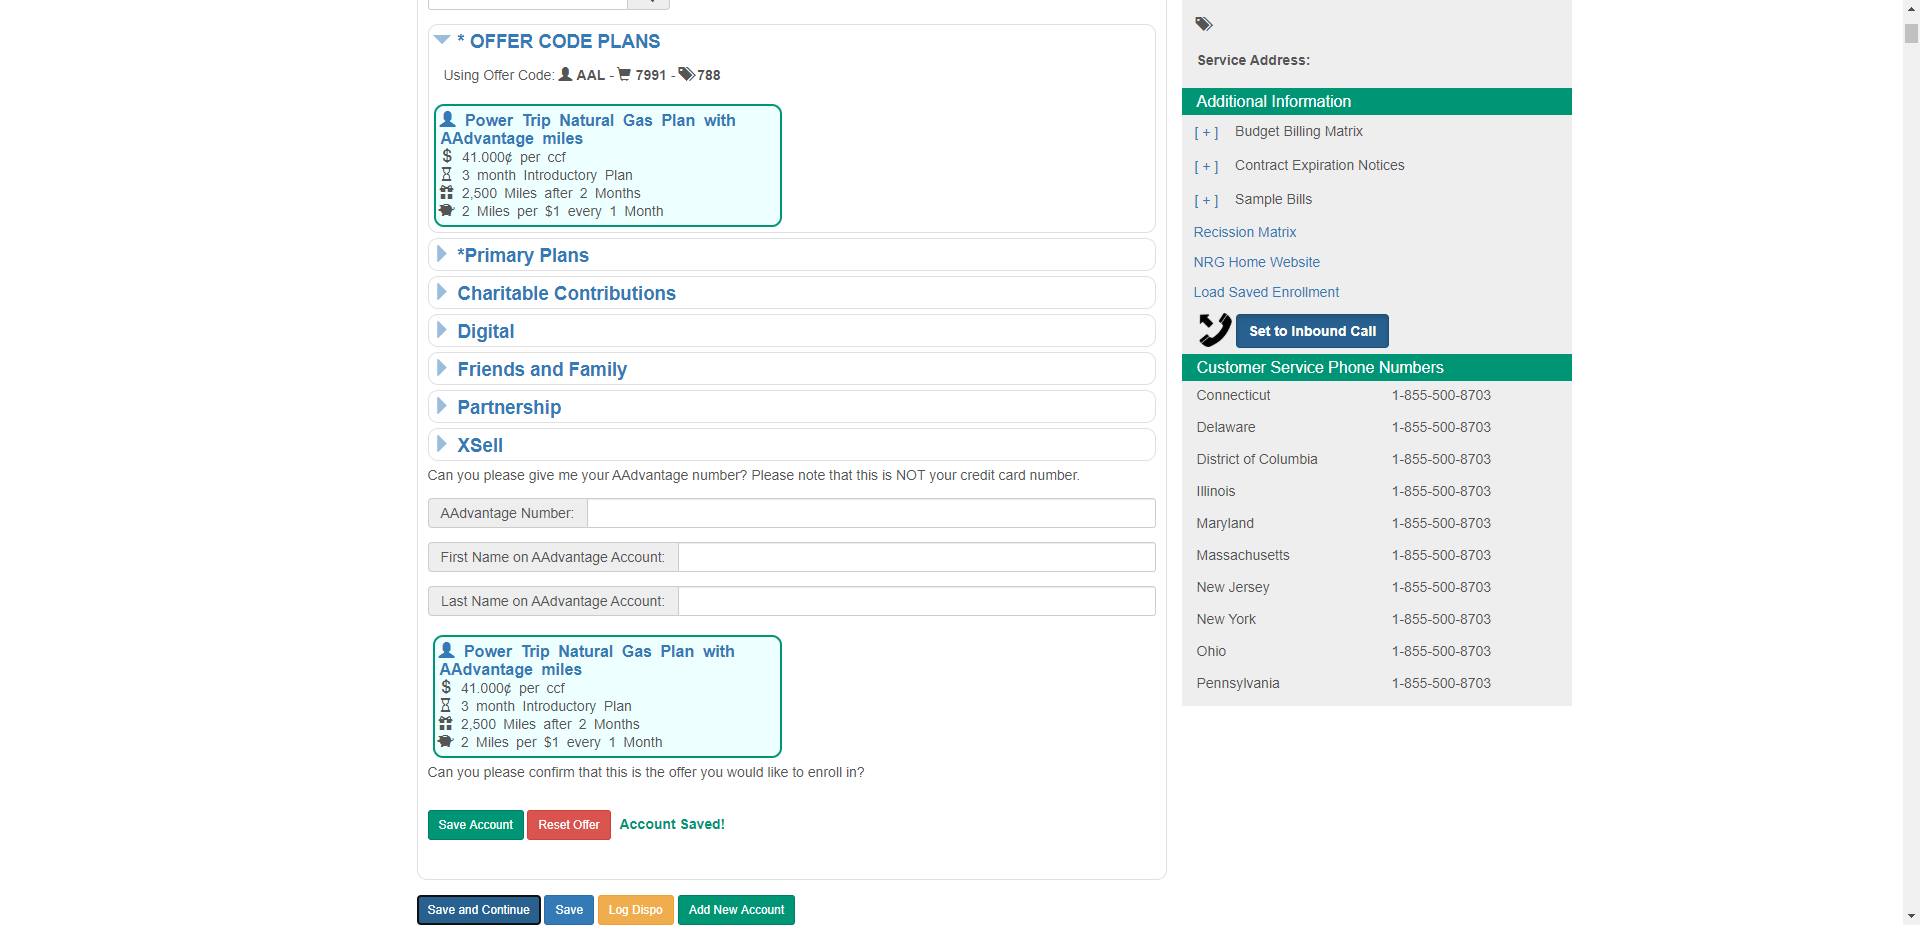 * OFFER CODE PLANS
Using Offer Code: AAL - 7991 - 788
Power Trip Natural Gas Plan with
AAdvantage miles
$ 41.000¢ per ccf
3 month Introductory Plan
2,500 Miles after 2 Months
2 Miles per $1 every 1 Month
*Primary Plans
Charitable Contributions
Digital
Friends and Family
Partnership
XSell
Can you please give me your AAdvantage number? Please note that this is NOT your credit card number.
AAdvantage Number:
First Name on AAdvantage Account:
Last Name on AAdvantage Account:
Power Trip Natural Gas Plan with
AAdvantage miles
$ 41.000¢ per ccf
3 month Introductory Plan
2,500 Miles after 2 Months
2 Miles per $1 every 1 Month
Can you please confirm that this is the offer you would like to enroll in?
Save Account Reset Offer Account Saved!
Save and Continue Save Log Dispo Add New Account
Service Address:
Additional Information
[ + ] Budget Billing Matrix
[ + ] Contract Expiration Notices
[ + ] Sample Bills
Recission Matrix
NRG Home Website
Load Saved Enrollment
Set to Inbound Call
Customer Service Phone Numbers
Connecticut 1-855-500-8703
Delaware 1-855-500-8703
District of Columbia 1-855-500-8703
Illinois 1-855-500-8703
Maryland 1-855-500-8703
Massachusetts 1-855-500-8703
New Jersey 1-855-500-8703
New York 1-855-500-8703
Ohio 1-855-500-8703
Pennsylvania 1-855-500-8703